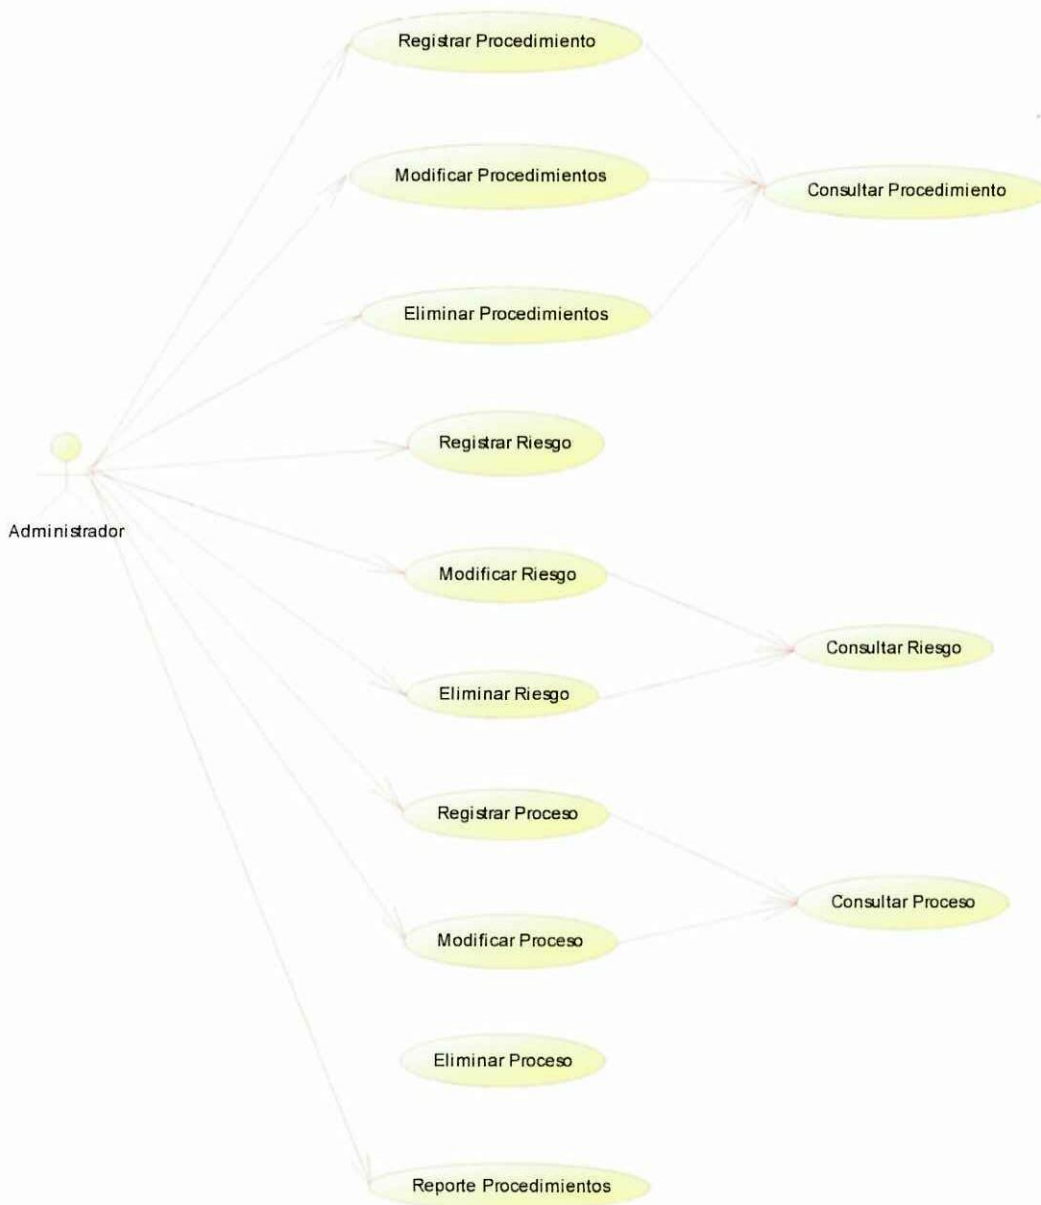 Registrar Procedimiento
Modificar Procedimientos
Consultar Procedimiento
Eliminar Procedimientos
Registrar Riesgo
Administrador
Modificar Riesgo
Consultar Riesgo
Eliminar Riesgo
Registrar Proceso
Consultar Proceso
Modificar Proceso
Eliminar Proceso
Reporte Procedimientos